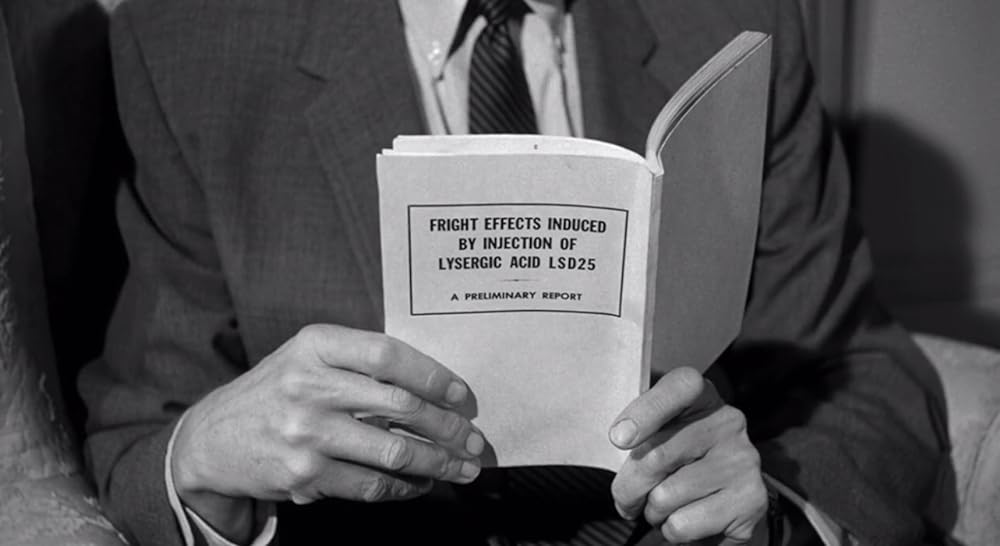 FRIGHT EFFECTS INDUCED
BY INJECTION OF
LYSERGIC ACID LSD25
A PRELIMINARY REPORT